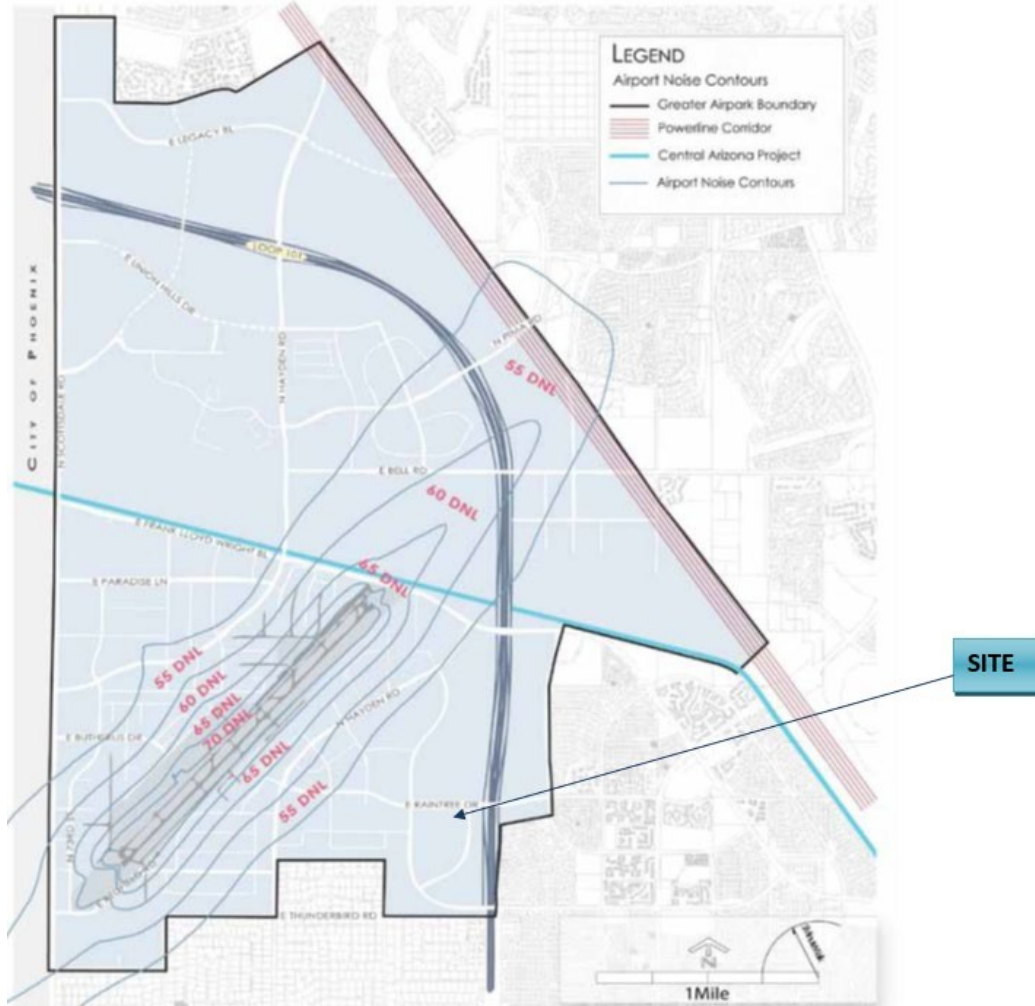 LEGEND
Airport Noise Contours
Greater Airpark Boundary
Powerline Corridor
Central Arizona Project
Airport Noise Contours
E LEGACY BL
LOOP 101
E UNION HILLS DR
CITY OF PHOENIX
N SCOTTSDALE RD
N HAYDEN RD
N PIMA RD
55 DNL
E BELL RD
60 DNL
E FRANK LLOYD WRIGHT BL
65 DNL
E PARADISE LN
55 DNL
60 DNL
65 DNL
70 DNL
65 DNL
55 DNL
N HAYDEN RD
SITE
E BUTHERUS DR
E RAINTREE DR
E THUNDERBIRD RD
N
1Mile